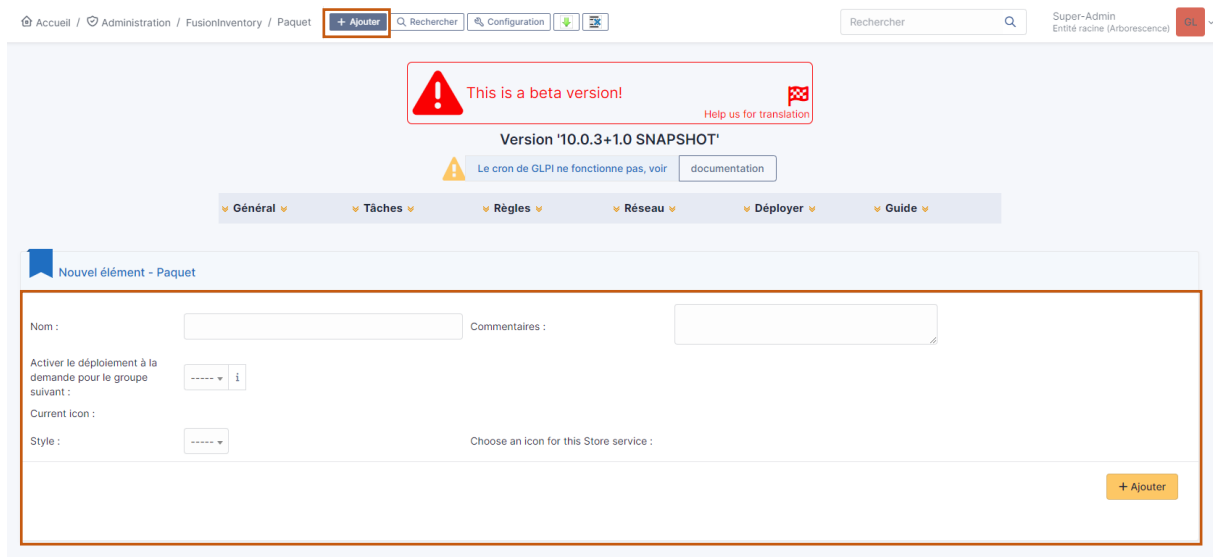 Accueil / Administration / FusionInventory / Paquet + Ajouter Rechercher Configuration Rechercher Super-Admin GL
Entité racine (Arborescence)
This is a beta version!
Help us for translation
Version '10.0.3+1.0 SNAPSHOT'
Le cron de GLPI ne fonctionne pas, voir documentation
Général Tâches Règles Réseau Déployer Guide
Nouvel élément - Paquet
Nom : Commentaires :
Activer le déploiement à la
demande pour le groupe ----- i
suivant :
Current icon :
Style : ----- Choose an icon for this Store service :
+ Ajouter